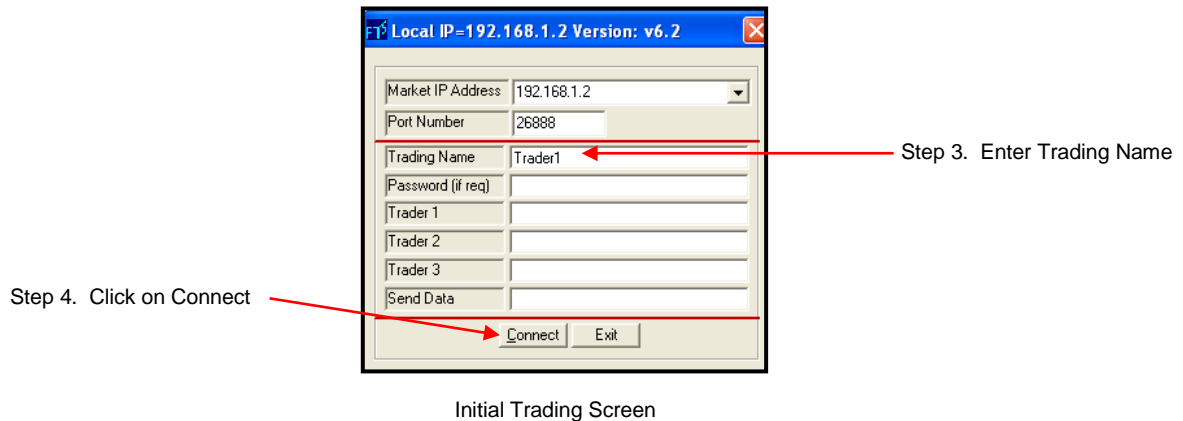 FTS Local IP=192.168.1.2 Version: v6.2
Market IP Address 192.168.1.2
Port Number 26888
Trading Name Trader1
Step 3. Enter Trading Name
Password (if req)
Trader 1
Trader 2
Trader 3
Step 4. Click on Connect
Send Data
Connect Exit
Initial Trading Screen